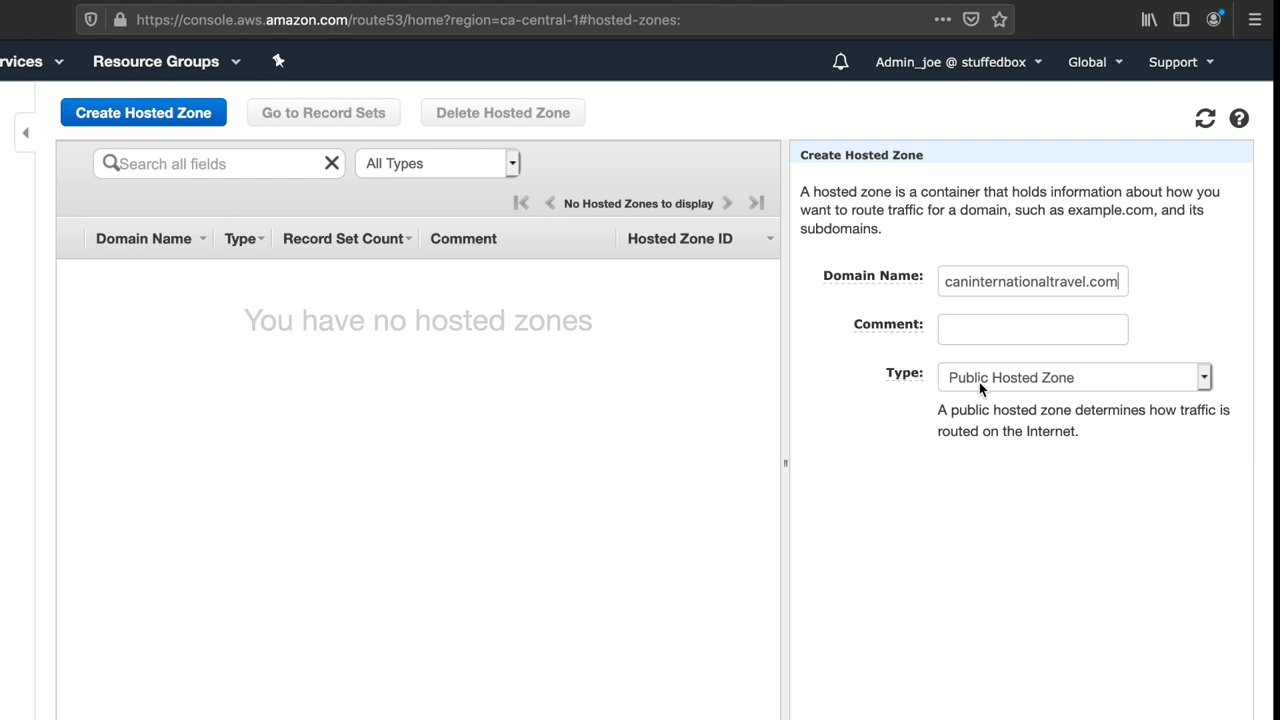 https://console.aws.amazon.com/route53/home?region=ca-central-1#hosted-zones:
rvices Resource Groups Admin_joe @ stuffedbox Global Support
Create Hosted Zone Go to Record Sets Delete Hosted Zone
Search all fields All Types
No Hosted Zones to display
Domain Name Type Record Set Count Comment Hosted Zone ID
You have no hosted zones
Create Hosted Zone
A hosted zone is a container that holds information about how you
want to route traffic for a domain, such as example.com, and its
subdomains.
Domain Name: caninternationaltravel.com
Comment:
Type: Public Hosted Zone
A public hosted zone determines how traffic is
routed on the Internet.